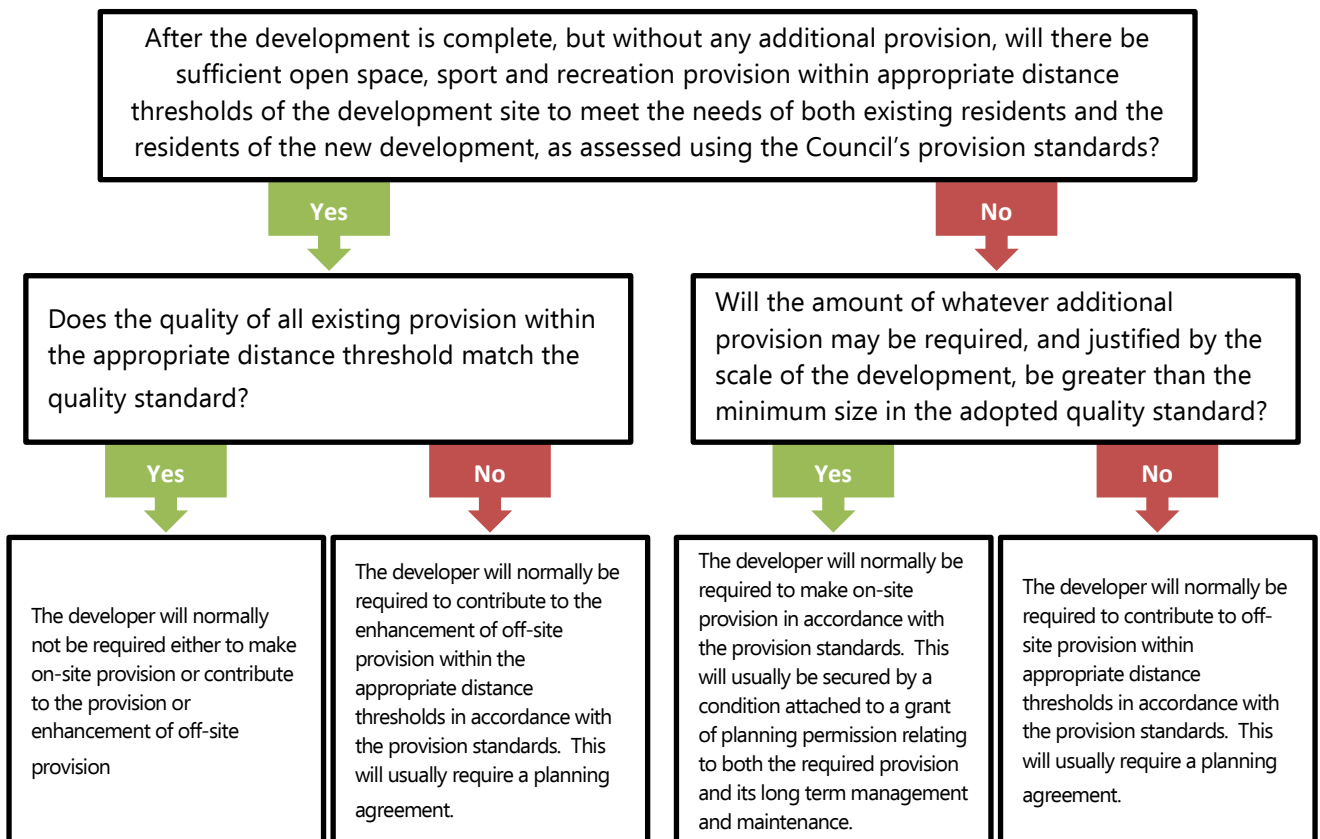 After the development is complete, but without any additional provision, will there be
sufficient open space, sport and recreation provision within appropriate distance
thresholds of the development site to meet the needs of both existing residents and the
residents of the new development, as assessed using the Council’s provision standards?
Yes
No
Does the quality of all existing provision within
the appropriate distance threshold match the
quality standard?
Will the amount of whatever additional
provision may be required, and justified by the
scale of the development, be greater than the
minimum size in the adopted quality standard?
Yes
No
Yes
No
The developer will normally
not be required either to make
on-site provision or contribute
to the provision or
enhancement of off-site
provision
The developer will normally be
required to contribute to the
enhancement of off-site
provision within the
appropriate distance
thresholds in accordance with
the provision standards. This
will usually require a planning
agreement.
The developer will normally be
required to make on-site
provision in accordance with
the provision standards. This
will usually be secured by a
condition attached to a grant
of planning permission relating
to both the required provision
and its long term management
and maintenance.
The developer will normally be
required to contribute to off-
site provision within
appropriate distance
thresholds in accordance with
the provision standards. This
will usually require a planning
agreement.